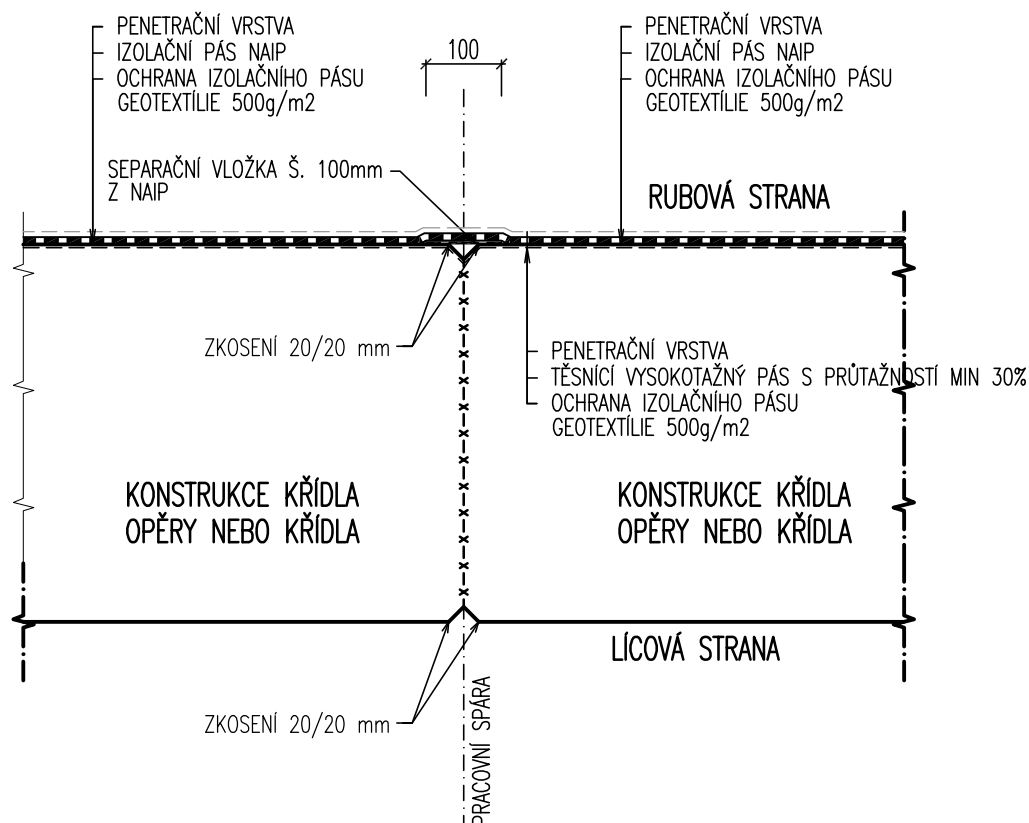 PENETRAČNÍ VRSTVA
IZOLAČNÍ PÁS NAIP
OCHRANA IZOLAČNÍHO PÁSU
GEOTEXTÍLIE 500g/m2
100
PENETRAČNÍ VRSTVA
IZOLAČNÍ PÁS NAIP
OCHRANA IZOLAČNÍHO PÁSU
GEOTEXTÍLIE 500g/m2
SEPARAČNÍ VLOŽKA Š. 100mm
Z NAIP
RUBOVÁ STRANA
ZKOSENÍ 20/20 mm
PENETRAČNÍ VRSTVA
TĚSNÍCÍ VYSOKOTAŽNÝ PÁS S PRŮTAŽNOSTÍ MIN 30%
OCHRANA IZOLAČNÍHO PÁSU
GEOTEXTÍLIE 500g/m2
KONSTRUKCE KŘÍDLA
OPĚRY NEBO KŘÍDLA
KONSTRUKCE KŘÍDLA
OPĚRY NEBO KŘÍDLA
LÍCOVÁ STRANA
ZKOSENÍ 20/20 mm
PRACOVNÍ SPÁRA